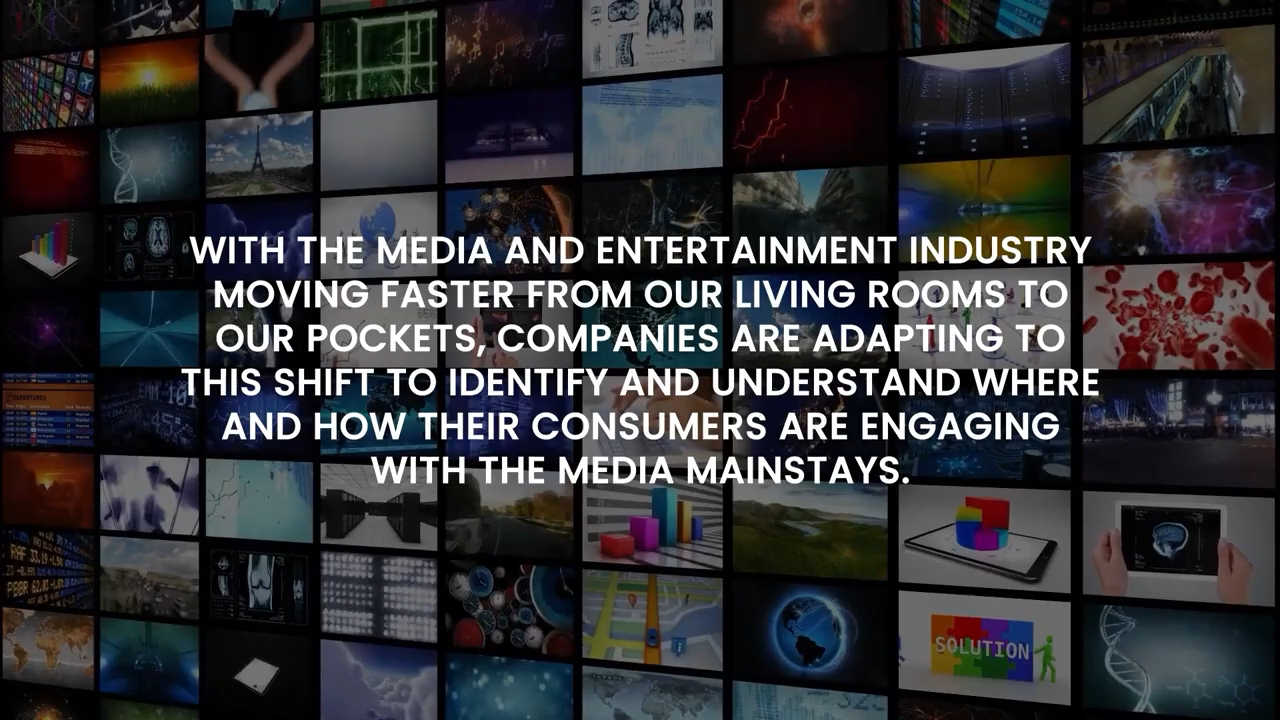 WITH THE MEDIA AND ENTERTAINMENT INDUSTRY
MOVING FASTER FROM OUR LIVING ROOMS TO
OUR POCKETS, COMPANIES ARE ADAPTING TO
THIS SHIFT TO IDENTIFY AND UNDERSTAND WHERE
AND HOW THEIR CONSUMERS ARE ENGAGING
WITH THE MEDIA MAINSTAYS.
DEPARTURES
SOLUTION